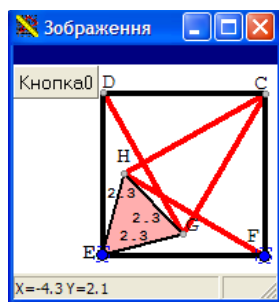 Зображення
Кнопка0
D
C
H
2.3
2.3
2.3
G
F
E
X=-4.3 Y=2.1